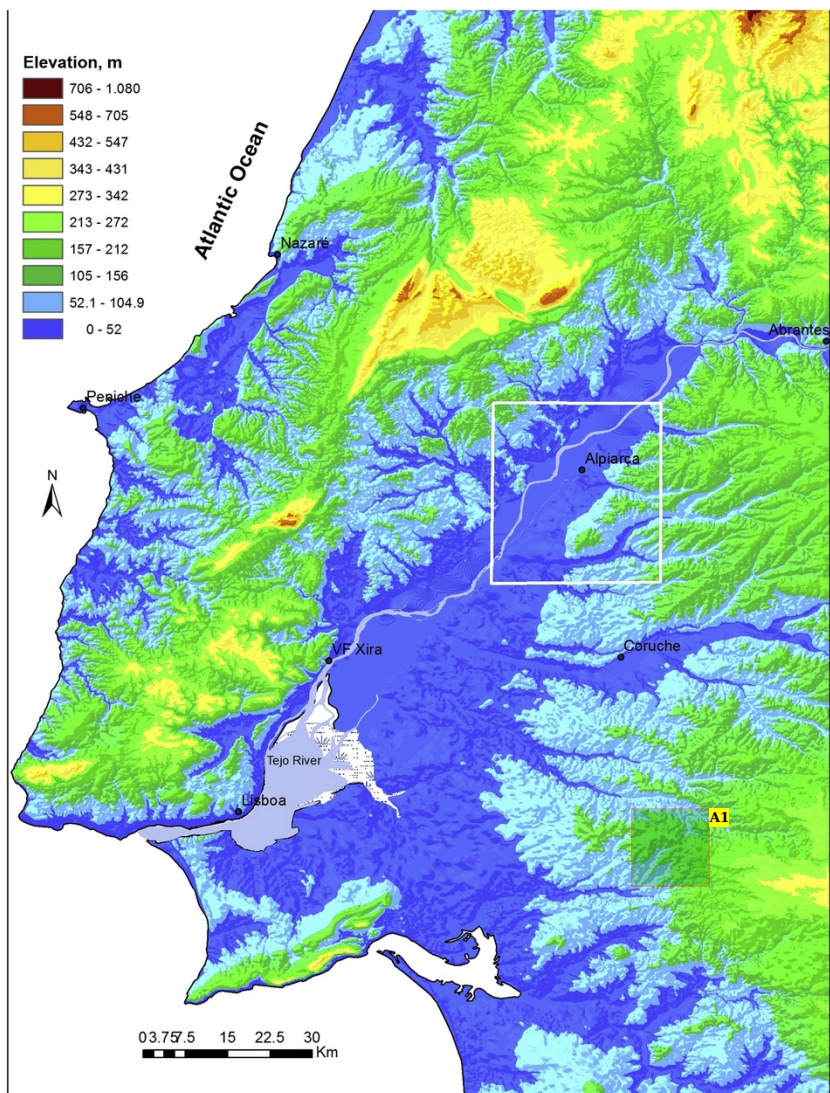 Elevation, m
706 - 1.080
548 - 705
432 - 547
343 - 431
273 - 342
213 - 272
157 - 212
105 - 156
52.1 - 104.9
0 - 52
Atlantic Ocean
Nazaré
Abrantes
Peniche
Alpiarça
N
Coruche
VF Xira
Tejo River
Lisboa
A1
0 3.75 7.5 15 22.5 30
Km